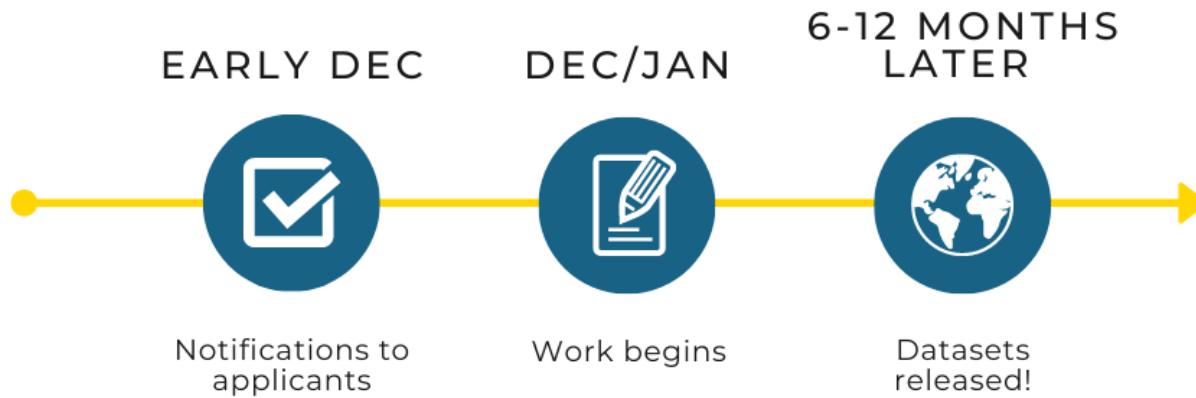 EARLY DEC
DEC/JAN
6-12 MONTHS
LATER
Notifications to
applicants
Work begins
Datasets
released!